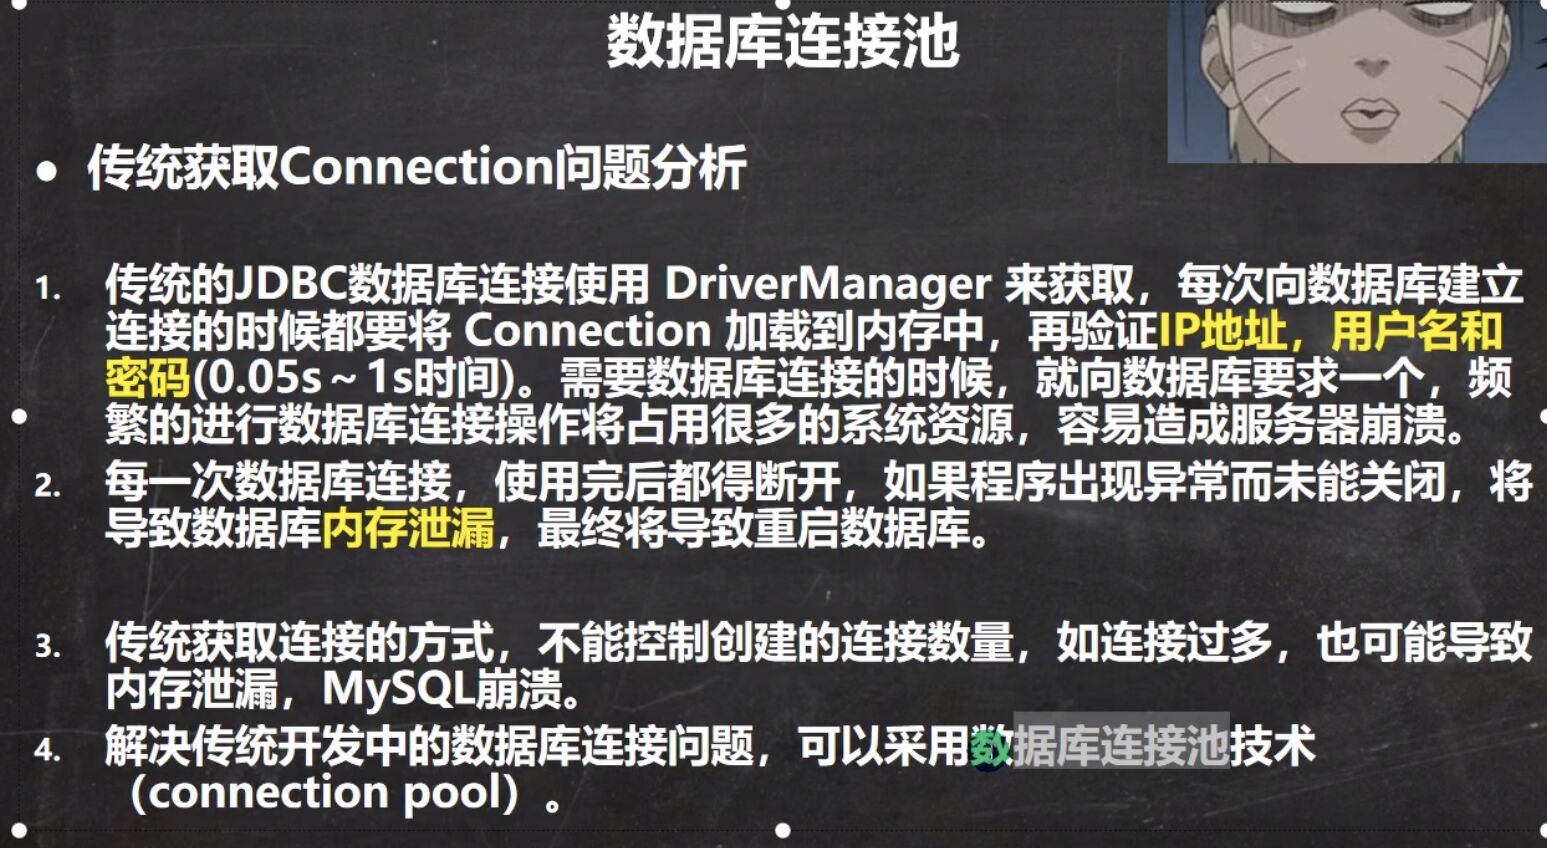 数据库连接池
● 传统获取Connection问题分析
1. 传统的JDBC数据库连接使用 DriverManager 来获取，每次向数据库建立
连接的时候都要将 Connection 加载到内存中，再验证IP地址，用户名和
密码(0.05s～1s时间)。需要数据库连接的时候，就向数据库要求一个，频
繁的进行数据库连接操作将占用很多的系统资源，容易造成服务器崩溃。
2. 每一次数据库连接，使用完后都得断开，如果程序出现异常而未能关闭，将
导致数据库内存泄漏，最终将导致重启数据库。
3. 传统获取连接的方式，不能控制创建的连接数量，如连接过多，也可能导致
内存泄漏，MySQL崩溃。
4. 解决传统开发中的数据库连接问题，可以采用数据库连接池技术
（connection pool）。